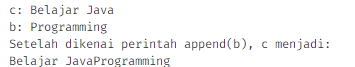 c: Belajar Java
b: Programming
Setelah dikenai perintah append(b), c menjadi:
Belajar JavaProgramming